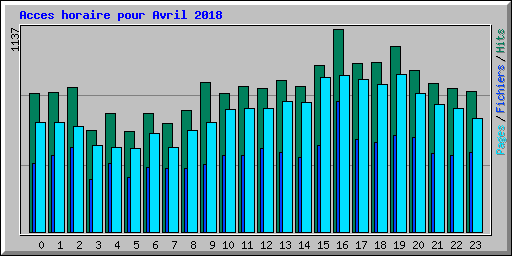 Acces horaire pour Avril 2018
1137
Pages / Fichiers / Hits
0 1 2 3 4 5 6 7 8 9 10 11 12 13 14 15 16 17 18 19 20 21 22 23